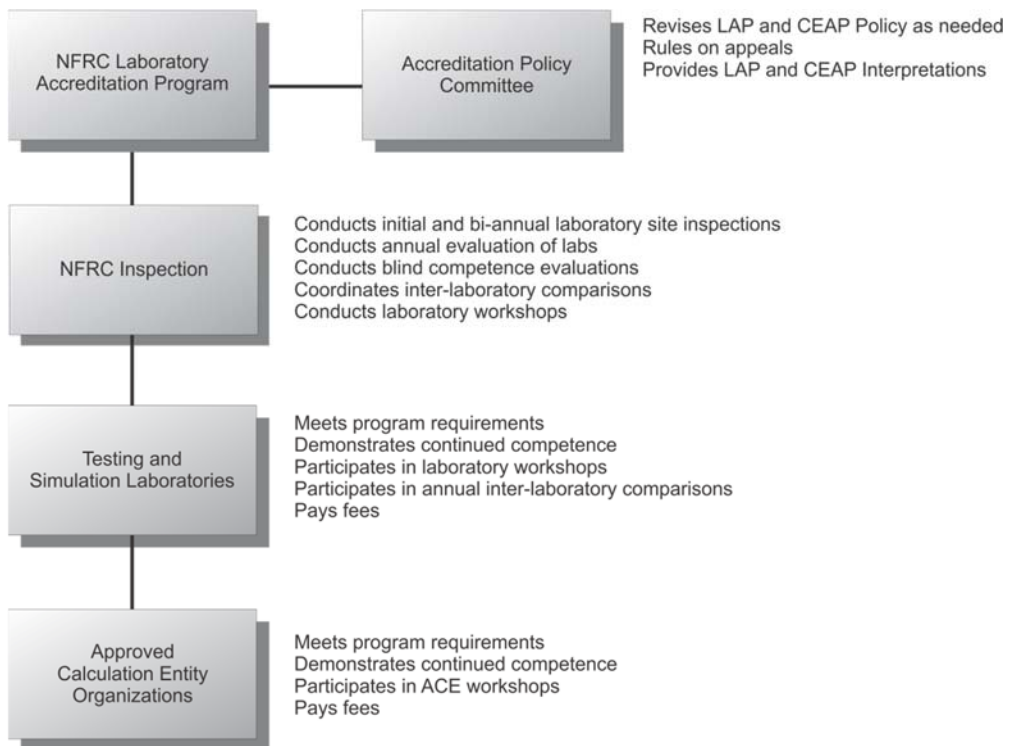 NFRC Laboratory
Accreditation Program
Accreditation Policy
Committee
Revises LAP and CEAP Policy as needed
Rules on appeals
Provides LAP and CEAP Interpretations
NFRC Inspection
Conducts initial and bi-annual laboratory site inspections
Conducts annual evaluation of labs
Conducts blind competence evaluations
Coordinates inter-laboratory comparisons
Conducts laboratory workshops
Testing and
Simulation Laboratories
Meets program requirements
Demonstrates continued competence
Participates in laboratory workshops
Participates in annual inter-laboratory comparisons
Pays fees
Approved
Calculation Entity
Organizations
Meets program requirements
Demonstrates continued competence
Participates in ACE workshops
Pays fees